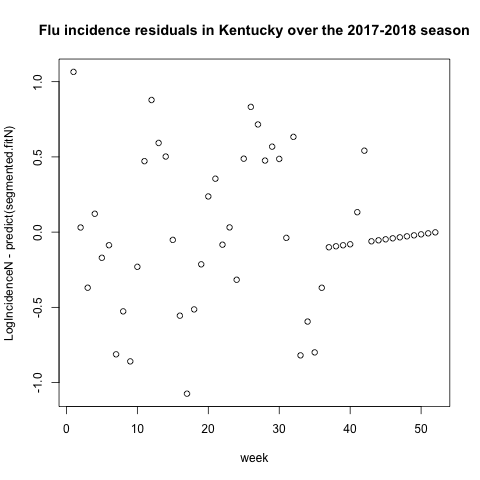 Flu incidence residuals in Kentucky over the 2017-2018 season
LogIncidenceN - predict(segmented.fitN)
1.0
0.5
0.0
-0.5
-1.0
0 10 20 30 40 50
week